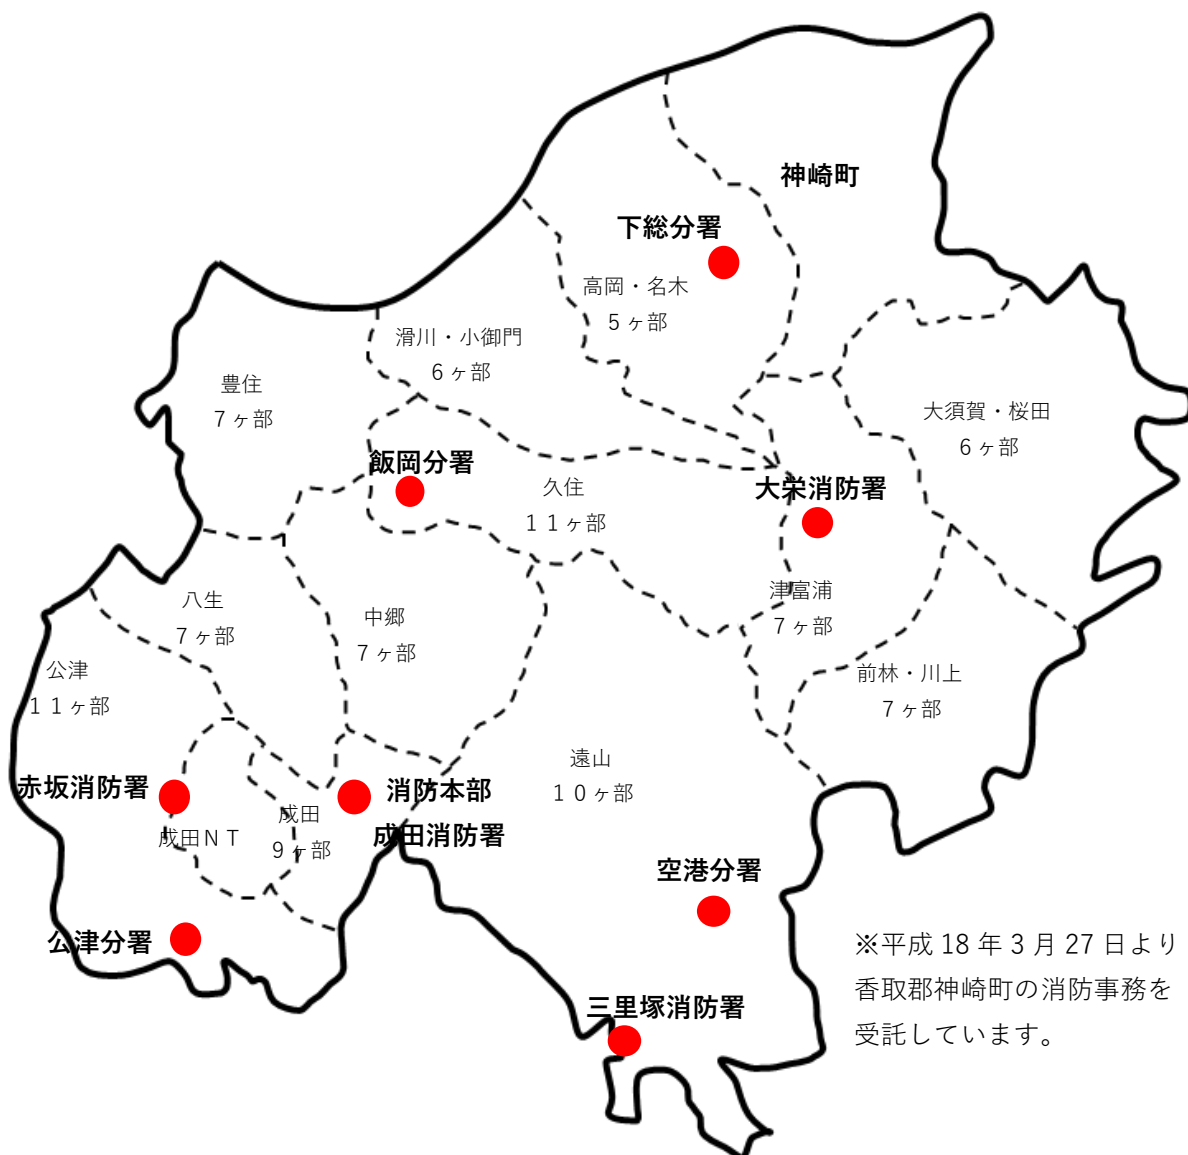 神崎町
下総分署
高岡・名木
５ヶ部
滑川・小御門
６ヶ部
豊住
７ヶ部
大須賀・桜田
６ヶ部
飯岡分署
久住
１１ヶ部
大栄消防署
八生
７ヶ部
中郷
７ヶ部
津富浦
７ヶ部
公津
１１ヶ部
前林・川上
７ヶ部
遠山
１０ヶ部
赤坂消防署
消防本部
成田消防署
成田ＮＴ
成田
９ヶ部
空港分署
公津分署
三里塚消防署
※平成 18 年 3 月 27 日より
香取郡神崎町の消防事務を
受託しています。